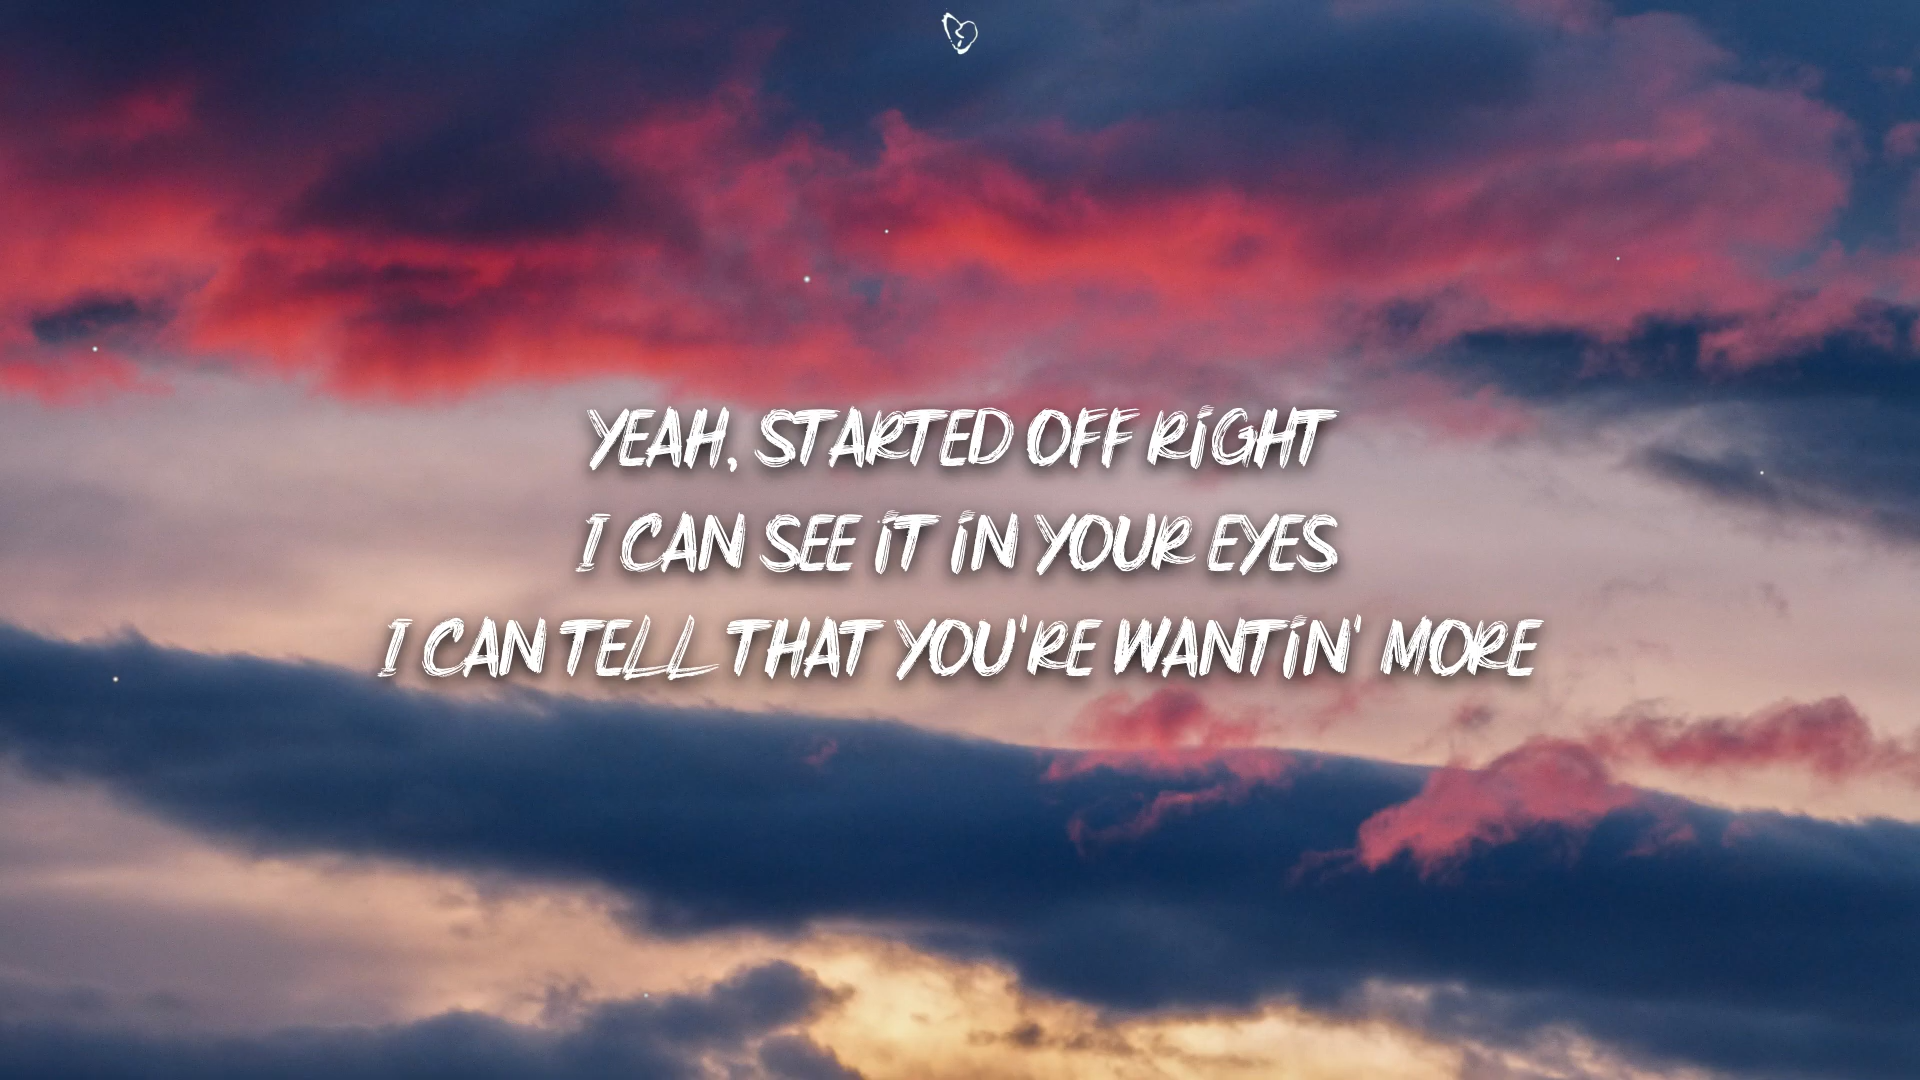 YEAH, STARTED OFF RIGHT
I CAN SEE IT IN YOUR EYES
I CAN TELL THAT YOU'RE WANTIN' MORE